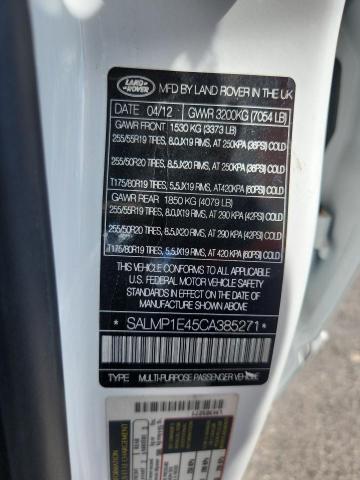 LAND
ROVER
MFD BY LAND ROVER IN THE UK
DATE 04/12 GVWR 3200KG (7054 LB)
GAWR FRONT 1530 KG (3373 LB)
255/55R19 TIRES, 8.0JX19 RIMS, AT 250KPA (36PSI) COLD
255/50R20 TIRES, 8.5JX20 RIMS, AT 250 KPA (36PSI) COLD
T175/80R19 TIRES, 5.5JX19 RIMS, AT420KPA (60PSI) COLD
GAWR REAR 1850 KG (4079 LB)
255/55R19 TIRES, 8.0JX19 RIMS, AT 290 KPA (42PSI) COLD
255/50R20 TIRES, 8.5JX20 RIMS, AT 290 KPA (42PSI) COLD
T175/80R19 TIRES, 5.5JX19 RIMS, AT 420 KPA (60PSI) COLD
THIS VEHICLE CONFORMS TO ALL APPLICABLE
U.S. FEDERAL MOTOR VEHICLE SAFETY
STANDARDS IN EFFECT ON THE DATE
OF MANUFACTURE SHOWN ABOVE
* SALMP1E45CA385271 *
TYPE MULTI-PURPOSE PASSENGER VEHICLE